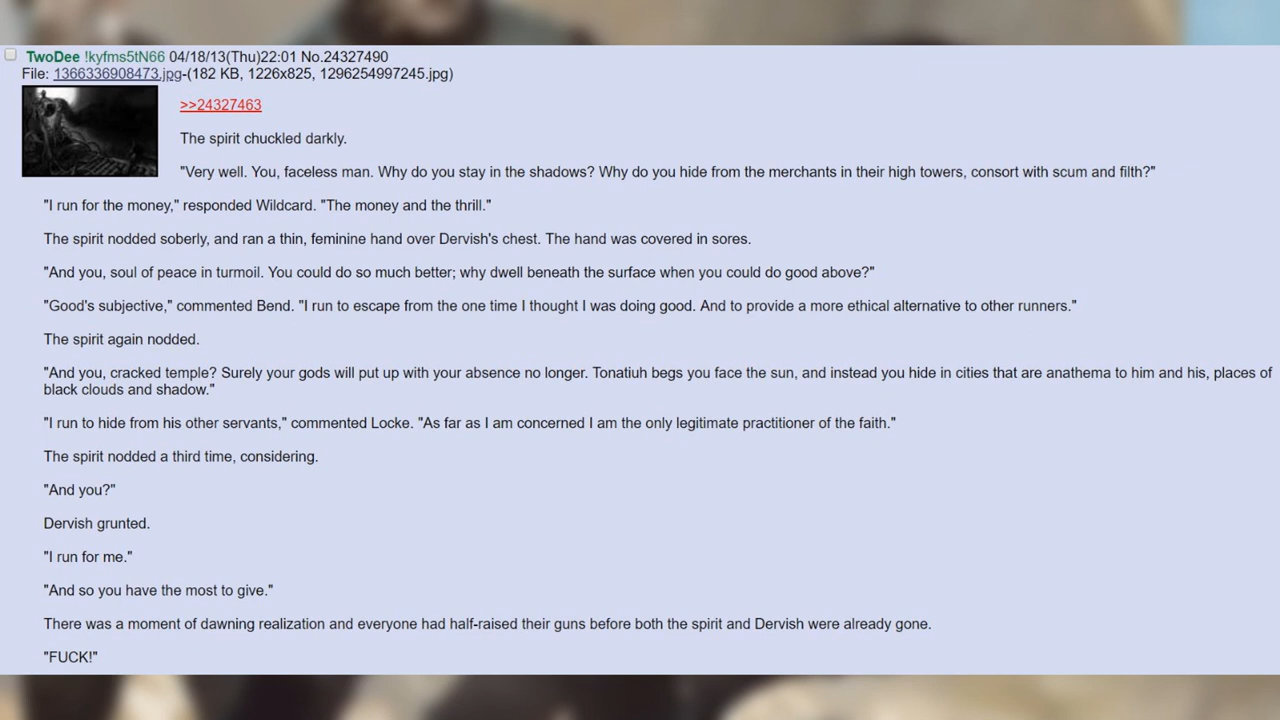 TwoDee !kyfms5tN66 04/18/13(Thu)22:01 No.24327490
File: 1366336908473.jpg-(182 KB, 1226x825, 1296254997245.jpg)
>>24327463
The spirit chuckled darkly.
"Very well. You, faceless man. Why do you stay in the shadows? Why do you hide from the merchants in their high towers, consort with scum and filth?"
"I run for the money," responded Wildcard. "The money and the thrill."
The spirit nodded soberly, and ran a thin, feminine hand over Dervish's chest. The hand was covered in sores.
"And you, soul of peace in turmoil. You could do so much better; why dwell beneath the surface when you could do good above?"
"Good's subjective," commented Bend. "I run to escape from the one time I thought I was doing good. And to provide a more ethical alternative to other runners."
The spirit again nodded.
"And you, cracked temple? Surely your gods will put up with your absence no longer. Tonatiuh begs you face the sun, and instead you hide in cities that are anathema to him and his, places of
black clouds and shadow."
"I run to hide from his other servants," commented Locke. "As far as I am concerned I am the only legitimate practitioner of the faith."
The spirit nodded a third time, considering.
"And you?"
Dervish grunted.
"I run for me."
"And so you have the most to give."
There was a moment of dawning realization and everyone had half-raised their guns before both the spirit and Dervish were already gone.
"FUCK!"